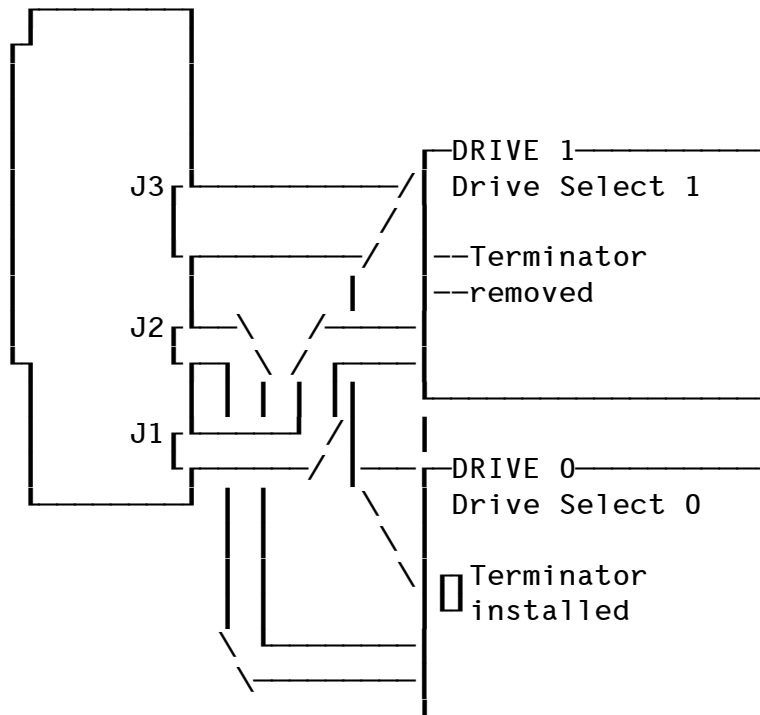 DRIVE 1
J3 Drive Select 1
Terminator
removed
J2
J1
DRIVE 0
Drive Select 0
Terminator
installed